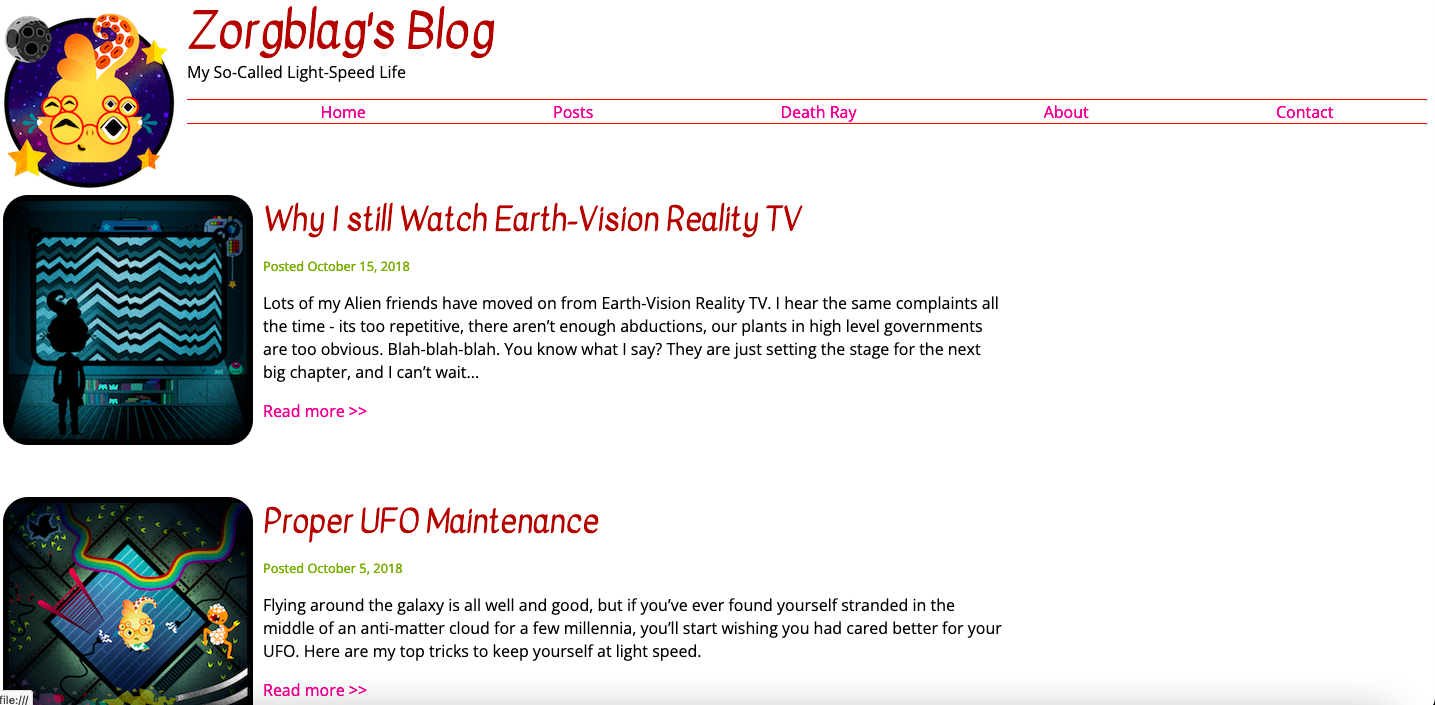 Zorgblag's Blog
My So-Called Light-Speed Life
Home Posts Death Ray About Contact
Why I still Watch Earth-Vision Reality TV
Posted October 15, 2018
Lots of my Alien friends have moved on from Earth-Vision Reality TV. I hear the same complaints all
the time - its too repetitive, there aren’t enough abductions, our plants in high level governments
are too obvious. Blah-blah-blah. You know what I say? They are just setting the stage for the next
big chapter, and I can’t wait...
Read more >>
Proper UFO Maintenance
Posted October 5, 2018
Flying around the galaxy is all well and good, but if you’ve ever found yourself stranded in the
middle of an anti-matter cloud for a few millennia, you’ll start wishing you had cared better for your
UFO. Here are my top tricks to keep yourself at light speed.
Read more >>
file:///